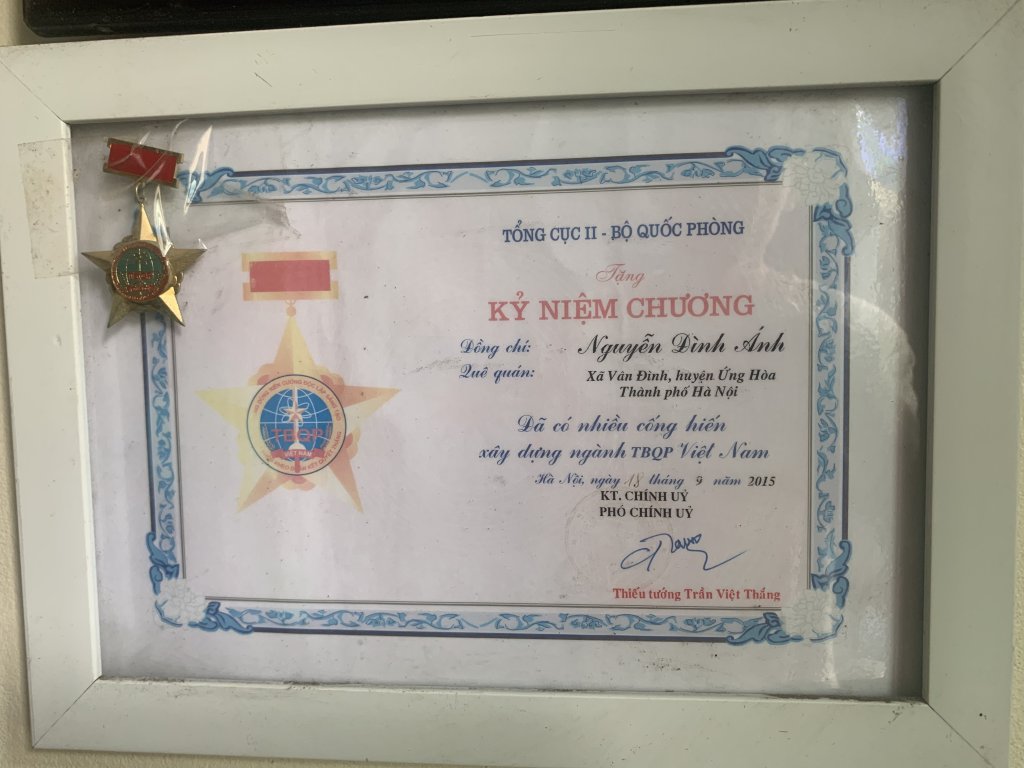 TỔNG CỤC II - BỘ QUỐC PHÒNG
Tặng
KỶ NIỆM CHƯƠNG
Đồng chí: Nguyễn Đình Ánh
Quê quán: Xã Vân Đình, huyện Ứng Hòa
Thành phố Hà Nội
Đã có nhiều cống hiến
xây dựng ngành TBQP Việt Nam
Hà Nội, ngày 18 tháng 9 năm 2015
KT. CHÍNH UỶ
PHÓ CHÍNH UỶ
Thiếu tướng Trần Việt Thắng
TBQP
VIỆT NAM